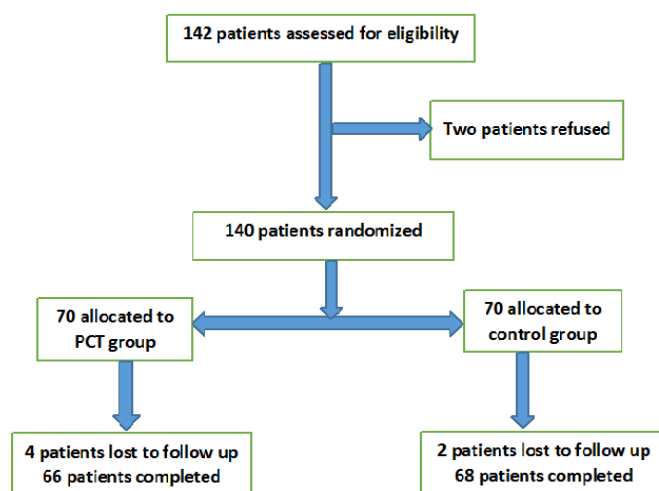 142 patients assessed for eligibility
Two patients refused
140 patients randomized
70 allocated to
PCT group
70 allocated to
control group
4 patients lost to follow up
66 patients completed
2 patients lost to follow up
68 patients completed